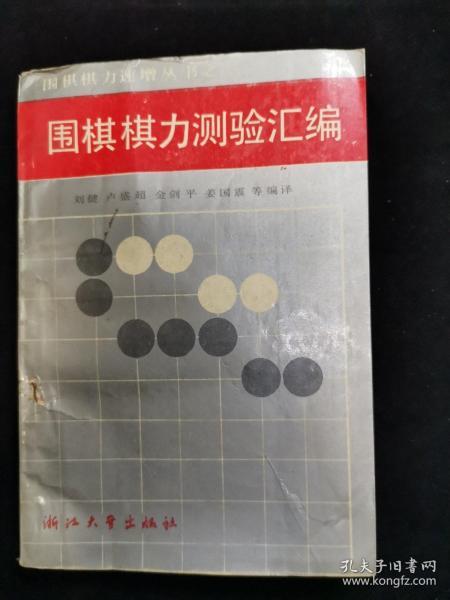 围棋棋力速增丛书之
围棋棋力测验汇编
刘健 卢盛超 金剑平 姜国震 等编译
浙江大学出版社
孔夫子旧书网
www.kongfz.com